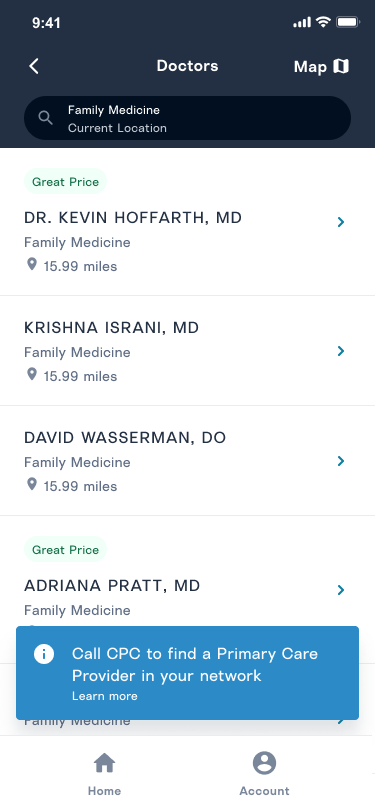 9:41
Doctors
Map
Family Medicine
Current Location
Great Price
DR. KEVIN HOFFARTH, MD
Family Medicine
15.99 miles
KRISHNA ISRANI, MD
Family Medicine
15.99 miles
DAVID WASSERMAN, DO
Family Medicine
15.99 miles
Great Price
ADRIANA PRATT, MD
Family Medicine
Call CPC to find a Primary Care
Provider in your network
Learn more
Family Medicine
Home
Account